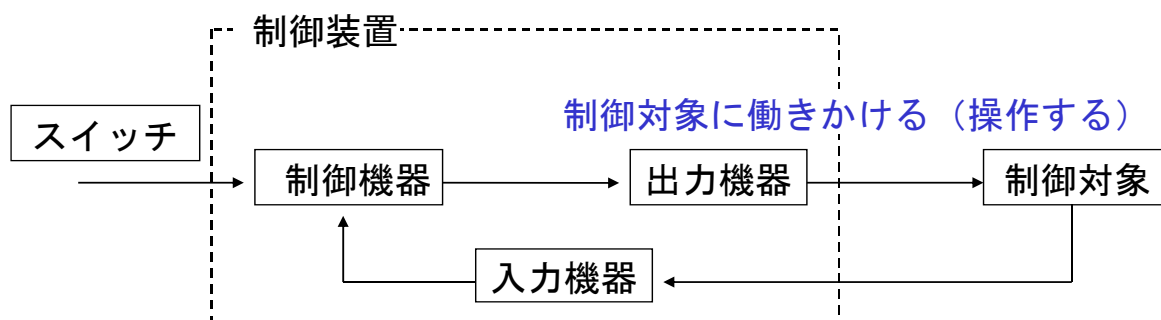 制御装置
制御対象に働きかける（操作する）
スイッチ
制御機器
出力機器
制御対象
入力機器